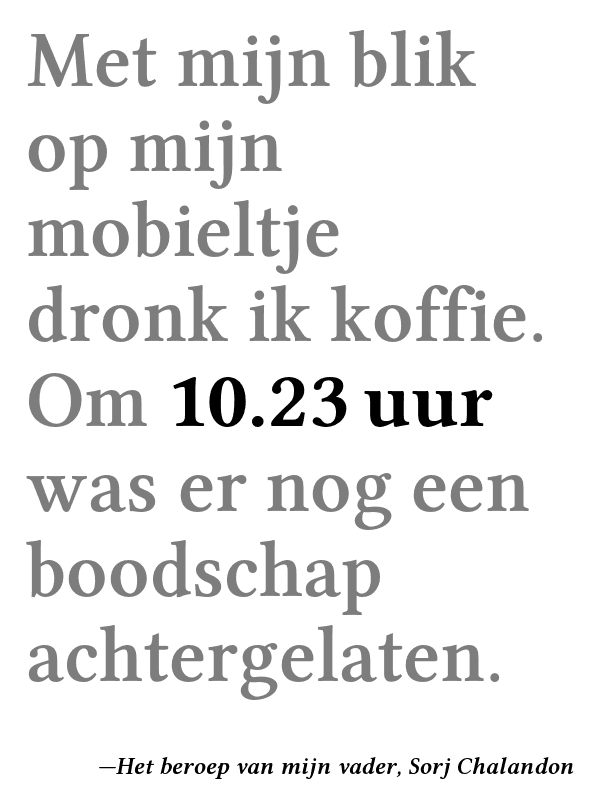 Met mijn blik
op mijn
mobieltje
dronk ik koffie.
Om 10.23 uur
was er nog een
boodschap
achtergelaten.
—Het beroep van mijn vader, Sorj Chalandon